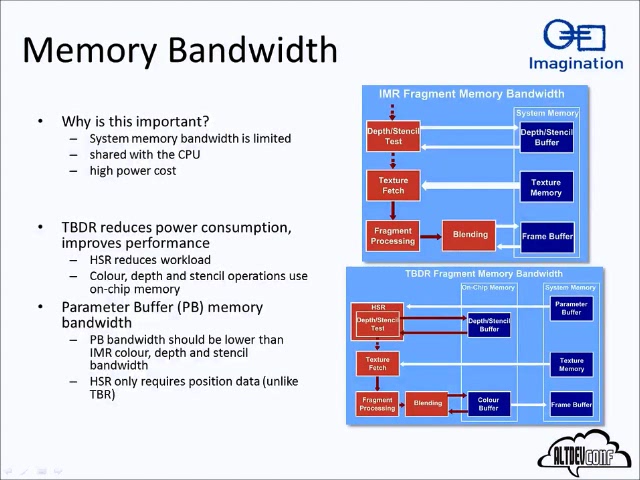 Memory Bandwidth
Imagination
• Why is this important?
– System memory bandwidth is limited
– shared with the CPU
– high power cost
• TBDR reduces power consumption,
improves performance
– HSR reduces workload
– Colour, depth and stencil operations use
on-chip memory
• Parameter Buffer (PB) memory
bandwidth
– PB bandwidth should be lower than
IMR colour, depth and stencil
bandwidth
– HSR only requires position data (unlike
TBR)
IMR Fragment Memory Bandwidth
System Memory
Depth/Stencil
Test
Depth/Stencil
Buffer
Texture
Fetch
Texture
Memory
Fragment
Processing
Blending
Frame Buffer
TBDR Fragment Memory Bandwidth
On-Chip Memory
System Memory
HSR
Depth/Stencil
Test
Depth/Stencil
Buffer
Parameter
Buffer
Texture
Fetch
Texture
Memory
Fragment
Processing
Blending
Colour
Buffer
Frame Buffer
ALTDEVCONF